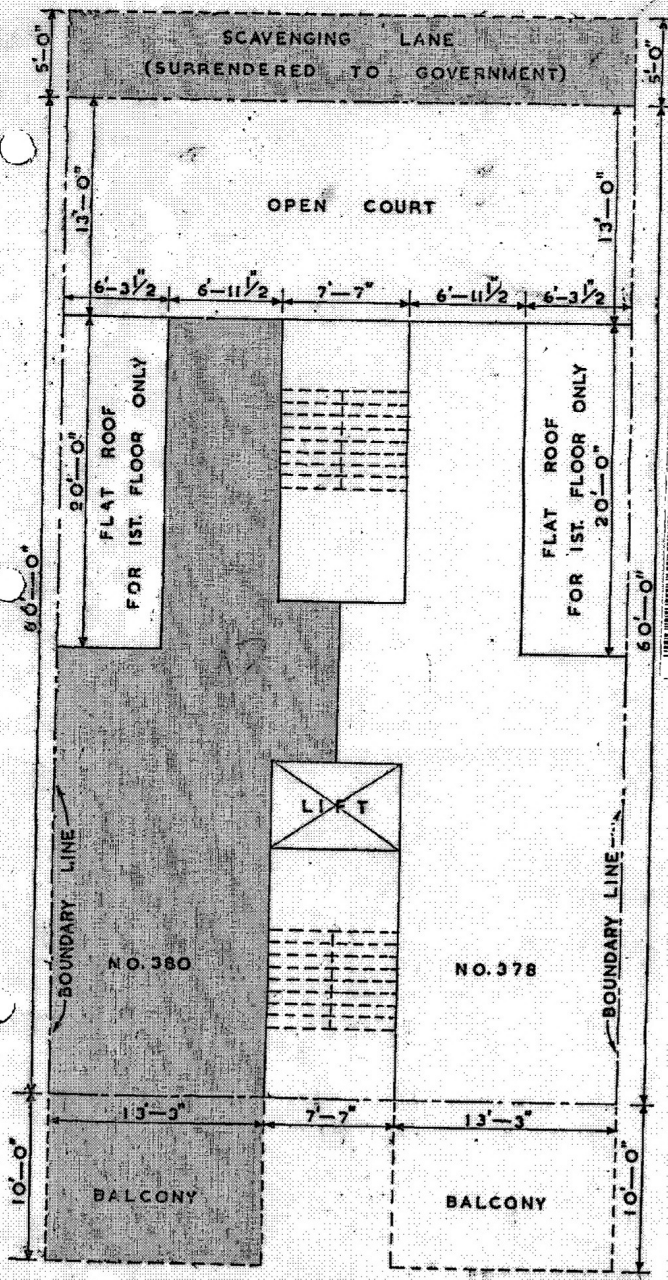 SCAVENGING LANE
(SURRENDERED TO GOVERNMENT)
5'-0"
5'-0"
13'-0"
OPEN COURT
13'-0"
6'-3½" 6'-11½" 7'-7" 6'-11½" 6'-3½"
20'-0"
FLAT ROOF
FOR 1ST. FLOOR ONLY
FLAT ROOF
FOR 1ST. FLOOR ONLY
20'-0"
60'-0"
60'-0"
LIFT
BOUNDARY LINE
NO.380
NO.378
BOUNDARY LINE
13'-3" 7'-7" 13'-3"
10'-0"
BALCONY
BALCONY
10'-0"